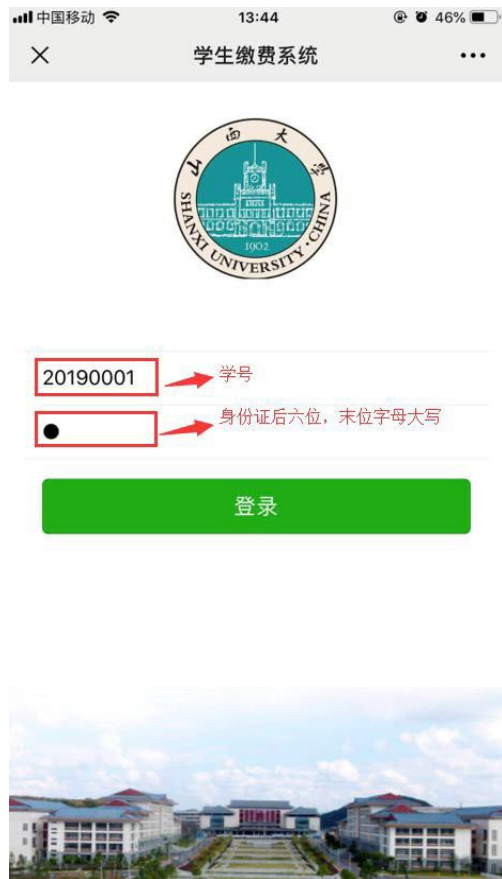 中国移动 13:44 46%
学生缴费系统
山西大学
SHANXI UNIVERSITY·CHINA
1902
20190001 学号
身份证后六位，末位字母大写
登录